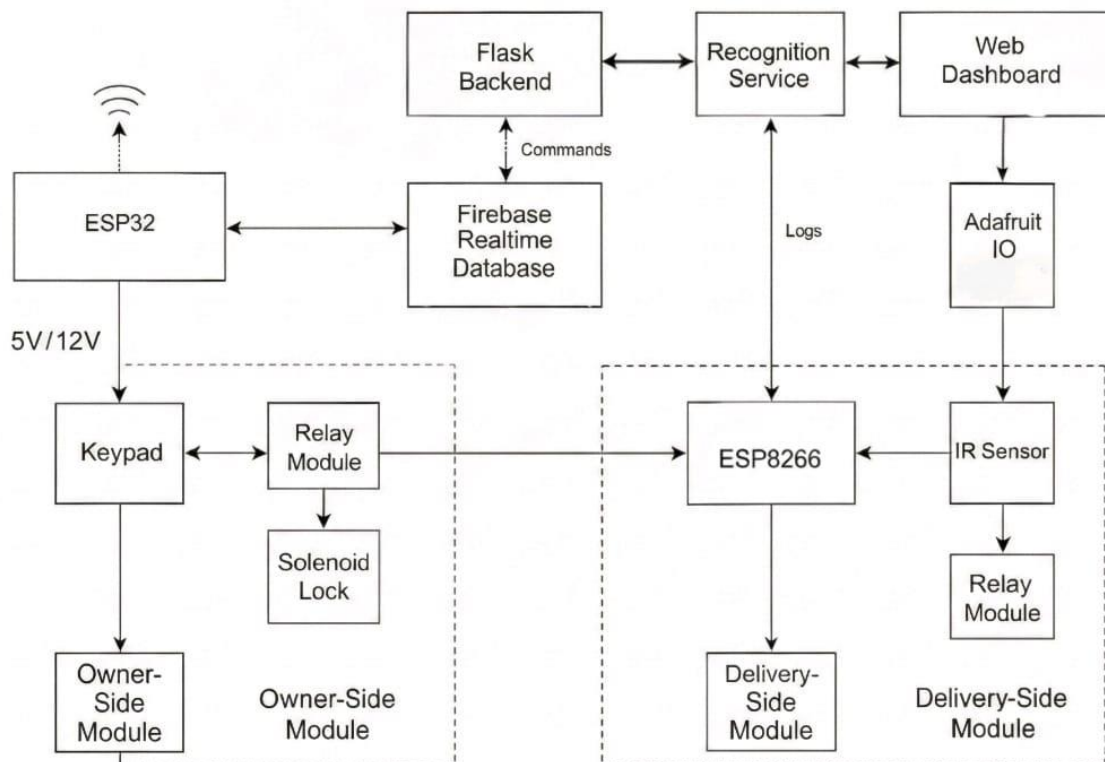 Flask
Backend
Recognition
Service
Web
Dashboard
Commands
ESP32
Firebase
Realtime
Database
Logs
Adafruit
IO
5V/12V
Keypad
Relay
Module
ESP8266
IR Sensor
Solenoid
Lock
Relay
Module
Owner-
Side
Module
Owner-Side
Module
Delivery-
Side
Module
Delivery-Side
Module